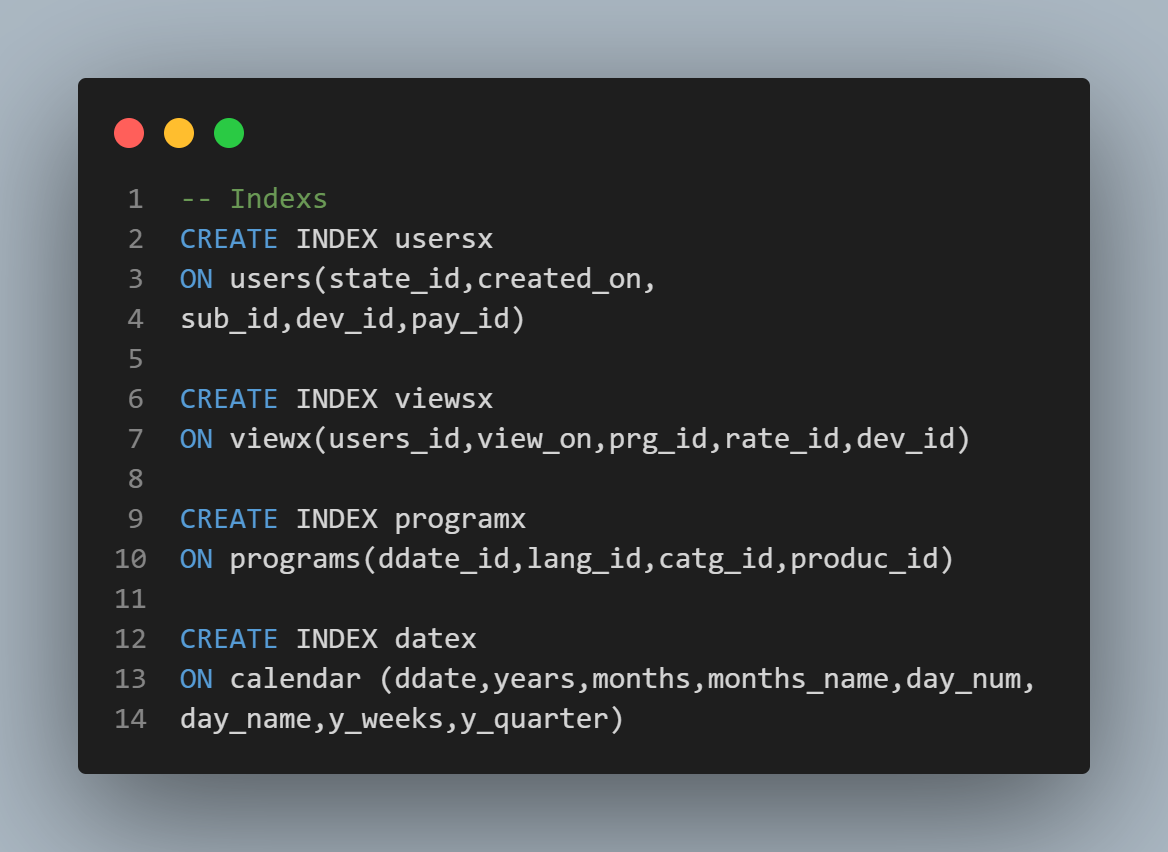 1 -- Indexs
2 CREATE INDEX usersx
3 ON users(state_id,created_on,
4 sub_id,dev_id,pay_id)
5
6 CREATE INDEX viewsx
7 ON viewx(users_id,view_on,prg_id,rate_id,dev_id)
8
9 CREATE INDEX programx
10 ON programs(ddate_id,lang_id,catg_id,produc_id)
11
12 CREATE INDEX datex
13 ON calendar (ddate,years,months,months_name,day_num,
14 day_name,y_weeks,y_quarter)